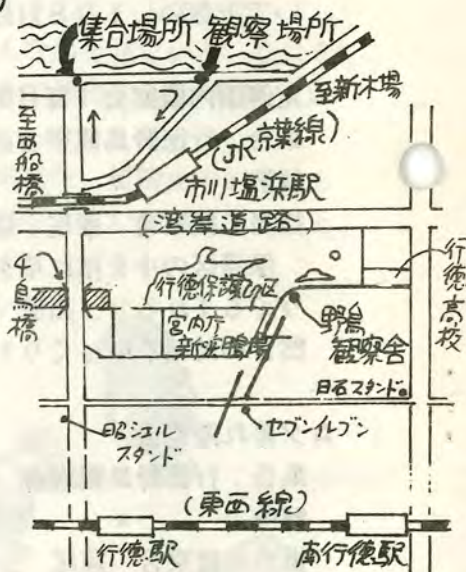 集合場所 観察場所
至新木場
至西船橋
(JR京葉線)
市川塩浜駅
(湾岸道路)
千鳥橋
行徳保護区
行徳高校
宮内庁
新浜鴨場
野鳥
観察舎
日石スタンド
昭シェル
スタンド
セブンイレブン
(東西線)
行徳駅
南行徳駅